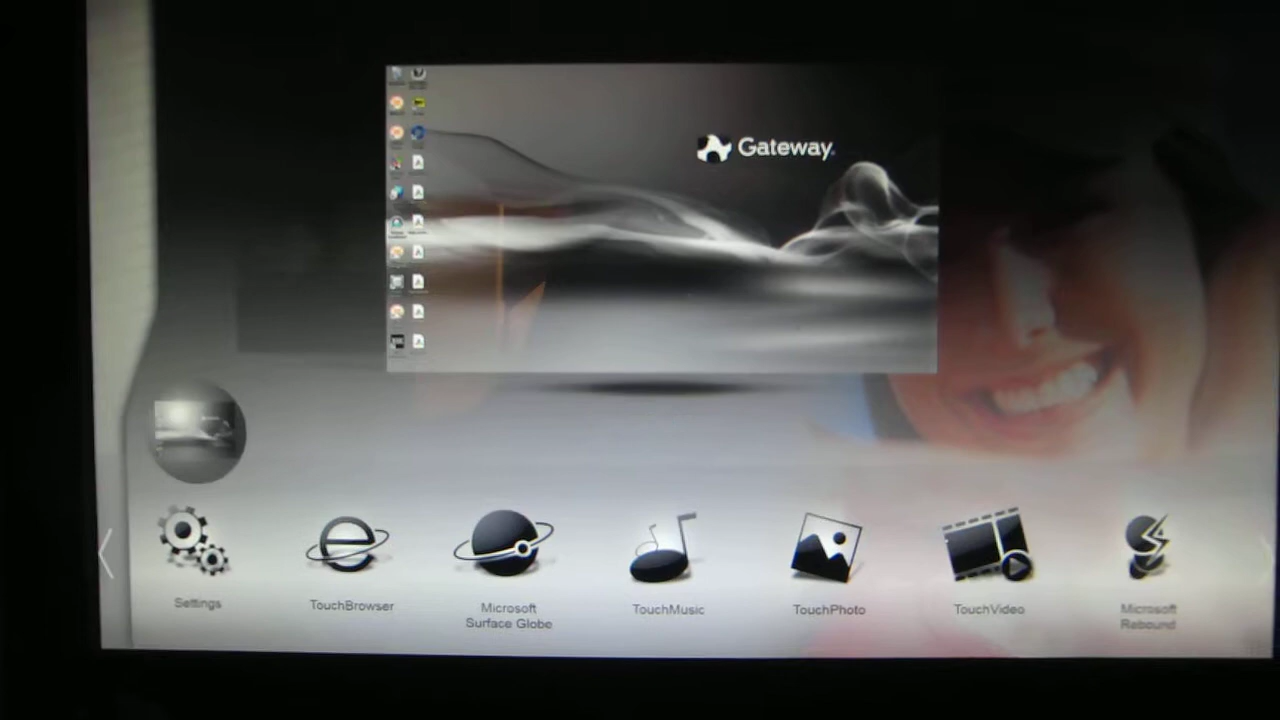 Gateway.
Settings
TouchBrowser
Microsoft
Surface Globe
TouchMusic
TouchPhoto
TouchVideo
Microsoft
Rebound